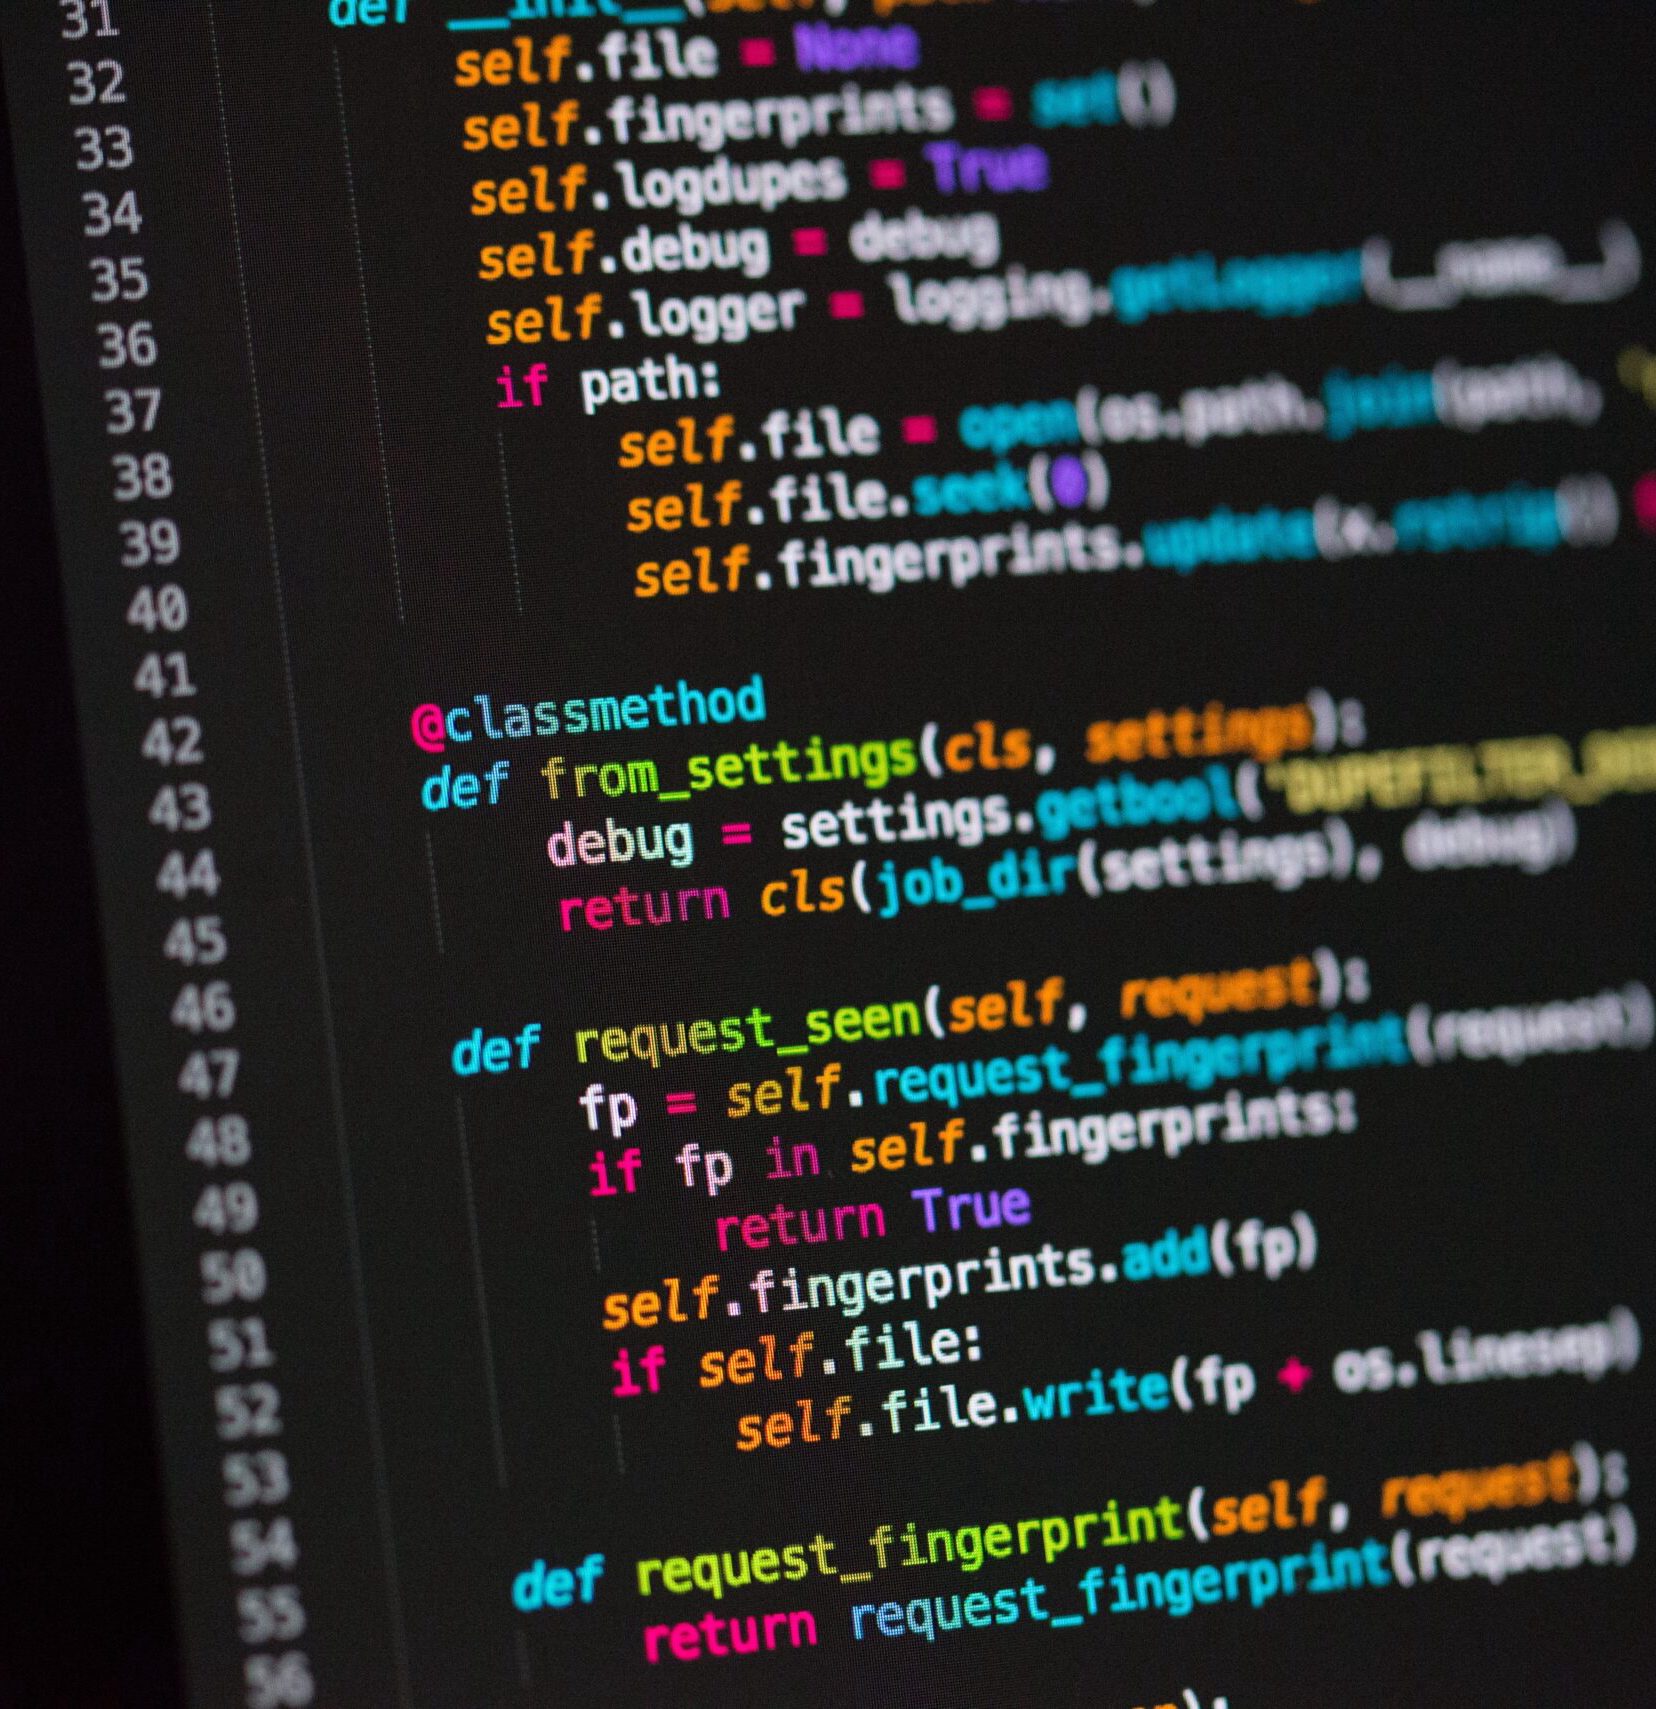 31 def __init__(self, path
32 self.file = None
33 self.fingerprints = set()
34 self.logdupes = True
35 self.debug = debug
36 self.logger = logging.getLogger(__name__)
37 if path:
38 self.file = open(os.path.join(path,
39 self.file.seek(0)
40 self.fingerprints.update(x.rstrip()
41
42 @classmethod
43 def from_settings(cls, settings):
44 debug = settings.getbool('DUPEFILTER_
45 return cls(job_dir(settings), debug)
46
47 def request_seen(self, request):
48 fp = self.request_fingerprint(request)
49 if fp in self.fingerprints:
50 return True
51 self.fingerprints.add(fp)
52 if self.file:
53 self.file.write(fp + os.linesep)
54
55 def request_fingerprint(self, request):
56 return request_fingerprint(request)